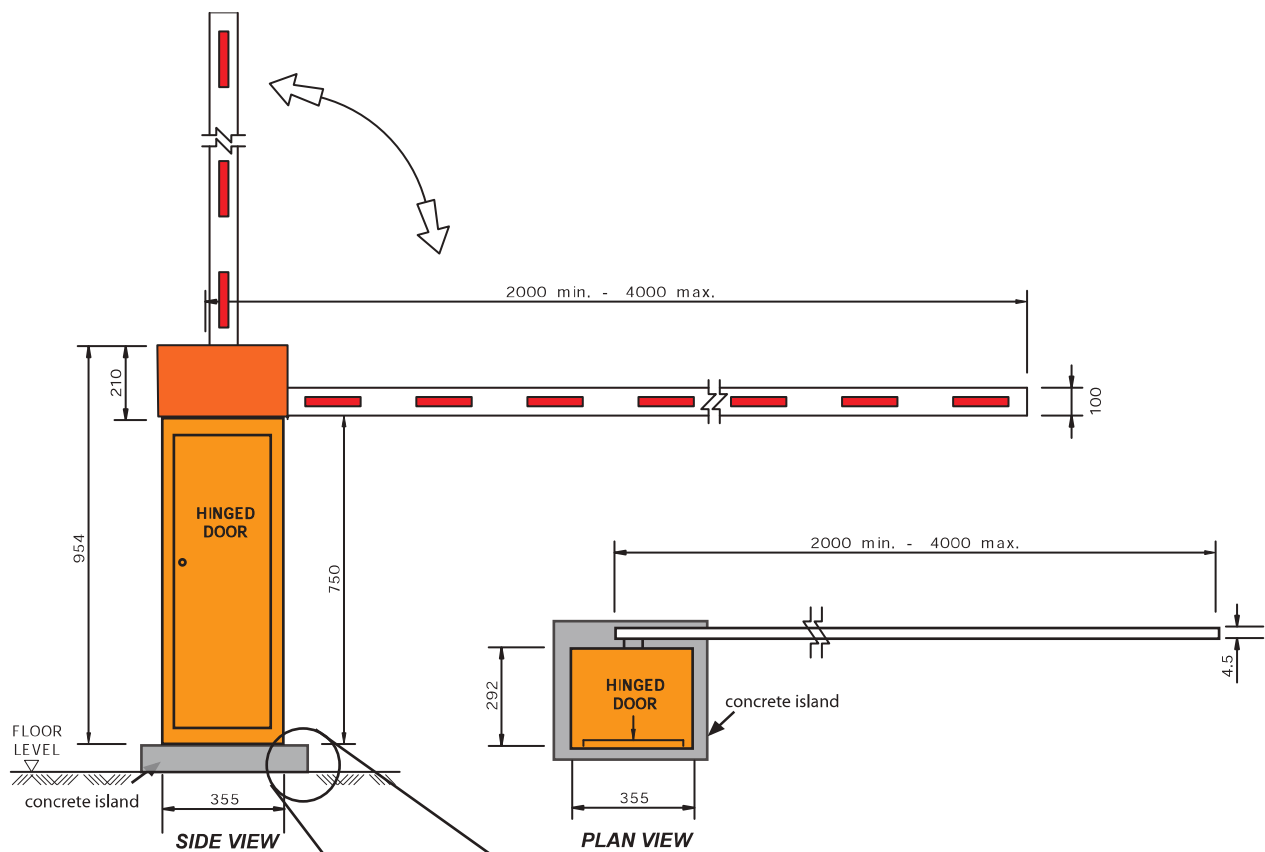 2000 min. - 4000 max.
210
100
HINGED
DOOR
954
750
2000 min. - 4000 max.
4.5
292
HINGED
DOOR
concrete island
FLOOR
LEVEL
concrete island
355
355
SIDE VIEW
PLAN VIEW